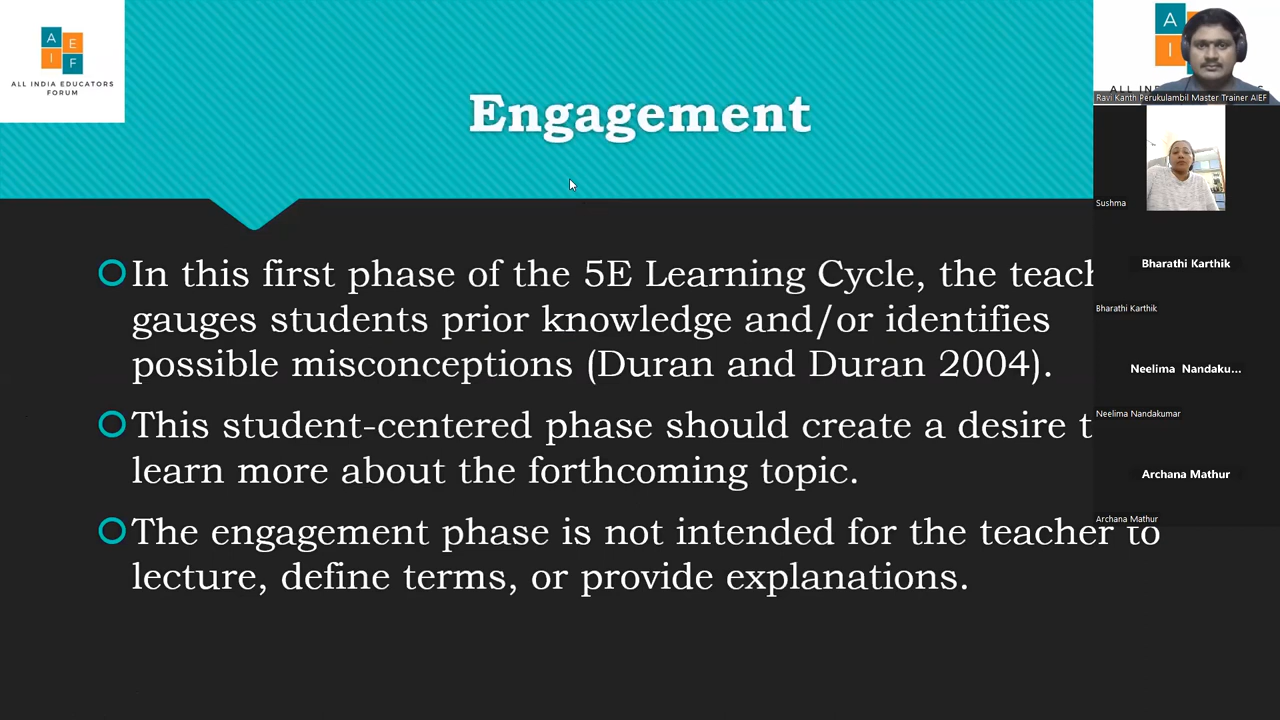 A E
I F
ALL INDIA EDUCATORS
FORUM
Engagement
In this first phase of the 5E Learning Cycle, the teach
gauges students prior knowledge and/or identifies
possible misconceptions (Duran and Duran 2004).
This student-centered phase should create a desire t
learn more about the forthcoming topic.
The engagement phase is not intended for the teacher to
lecture, define terms, or provide explanations.
A
I
ALL IN
Ravi Kanth Perukulambil Master Trainer AIEF
Sushma
Bharathi Karthik
Bharathi Karthik
Neelima Nandaku...
Neelima Nandakumar
Archana Mathur
Archana Mathur